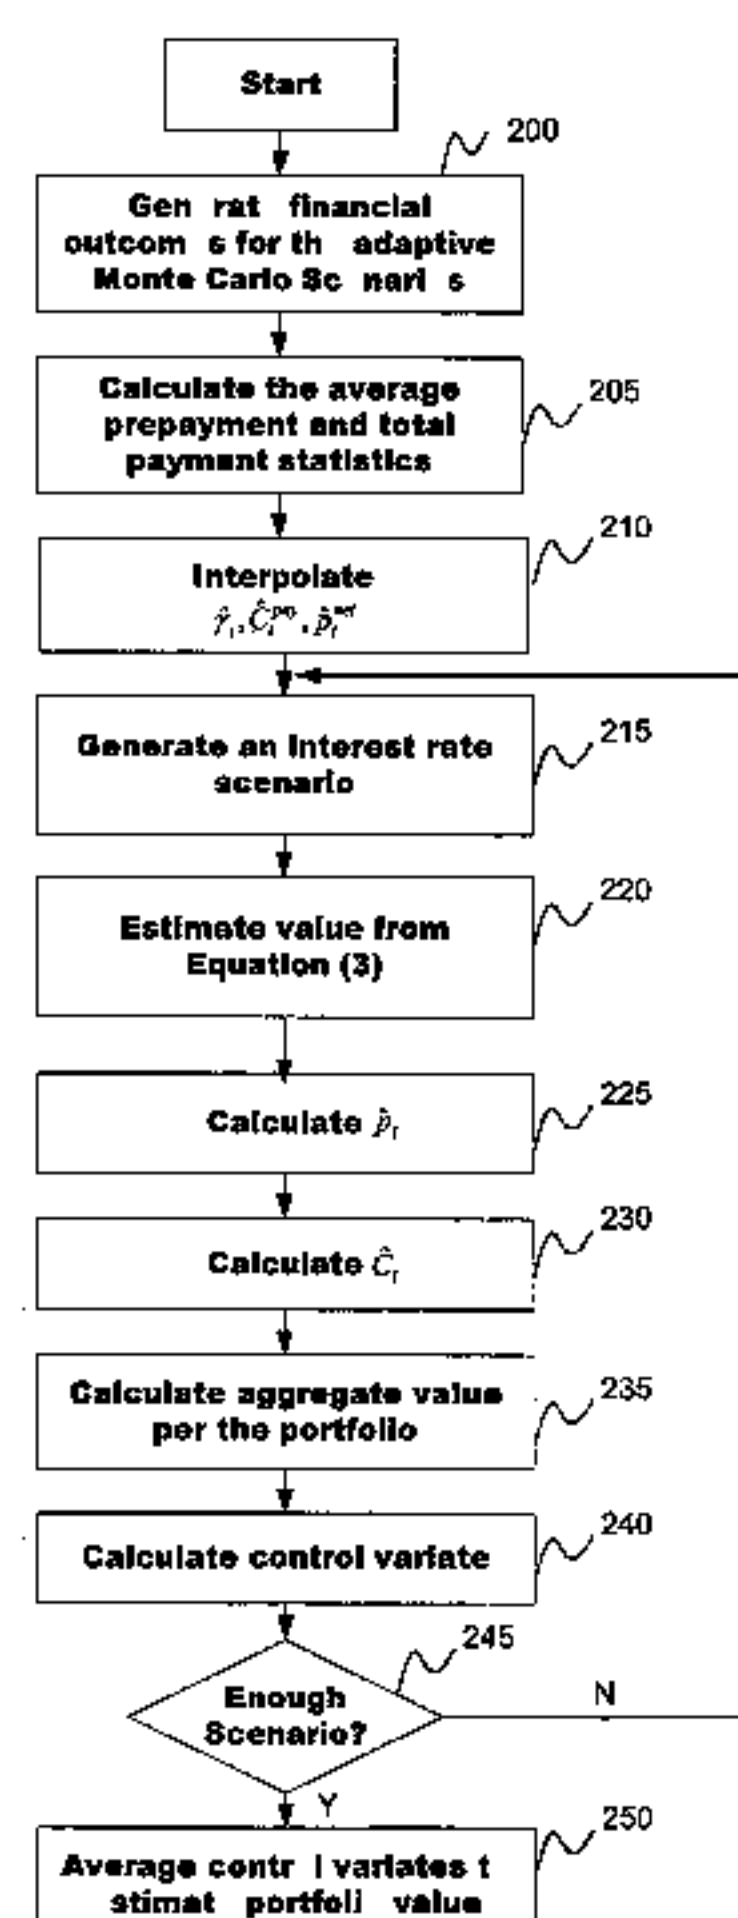 Start
200
Gen rat financial
outcom s for th adaptive
Monte Carlo Sc nari s
Calculate the average
prepayment and total
payment statistics
205
210
Interpolate
Generate an interest rate
scenario
215
220
Estimate value from
Equation (3)
225
Calculate p̂ₜ
230
Calculate Ĉₜ
Calculate aggregate value
per the portfolio
235
240
Calculate control variate
245
Enough
Scenario?
N
Y
250
Average contr l variates t
stimat portfoli value